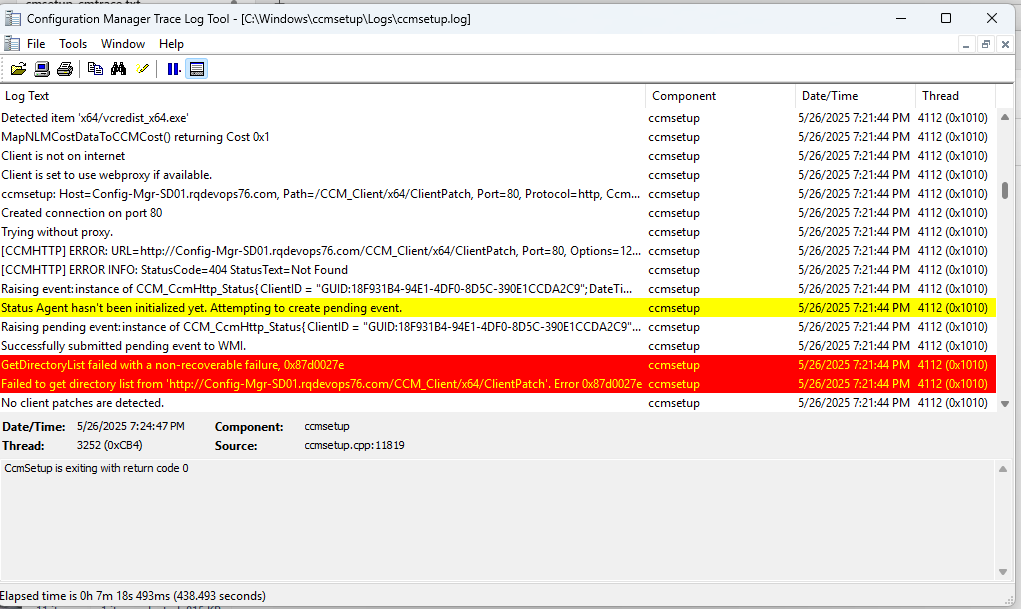 Configuration Manager Trace Log Tool - [C:\Windows\ccmsetup\Logs\ccmsetup.log]
File Tools Window Help
Log Text Component Date/Time Thread
Detected item 'x64/vcredist_x64.exe' ccmsetup 5/26/2025 7:21:44 PM 4112 (0x1010)
MapNLMCostDataToCCMCost() returning Cost 0x1 ccmsetup 5/26/2025 7:21:44 PM 4112 (0x1010)
Client is not on internet ccmsetup 5/26/2025 7:21:44 PM 4112 (0x1010)
Client is set to use webproxy if available. ccmsetup 5/26/2025 7:21:44 PM 4112 (0x1010)
ccmsetup: Host=Config-Mgr-SD01.rqdevops76.com, Path=/CCM_Client/x64/ClientPatch, Port=80, Protocol=http, Ccm... ccmsetup 5/26/2025 7:21:44 PM 4112 (0x1010)
Created connection on port 80 ccmsetup 5/26/2025 7:21:44 PM 4112 (0x1010)
Trying without proxy. ccmsetup 5/26/2025 7:21:44 PM 4112 (0x1010)
[CCMHTTP] ERROR: URL=http://Config-Mgr-SD01.rqdevops76.com/CCM_Client/x64/ClientPatch, Port=80, Options=12... ccmsetup 5/26/2025 7:21:44 PM 4112 (0x1010)
[CCMHTTP] ERROR INFO: StatusCode=404 StatusText=Not Found ccmsetup 5/26/2025 7:21:44 PM 4112 (0x1010)
Raising event: instance of CCM_CcmHttp_Status{ ClientID = "GUID:18F931B4-94E1-4DF0-8D5C-390E1CCDA2C9";DateTi... ccmsetup 5/26/2025 7:21:44 PM 4112 (0x1010)
Status Agent hasn't been initialized yet. Attempting to create pending event. ccmsetup 5/26/2025 7:21:44 PM 4112 (0x1010)
Raising pending event: instance of CCM_CcmHttp_Status{ ClientID = "GUID:18F931B4-94E1-4DF0-8D5C-390E1CCDA2C9"... ccmsetup 5/26/2025 7:21:44 PM 4112 (0x1010)
Successfully submitted pending event to WMI. ccmsetup 5/26/2025 7:21:44 PM 4112 (0x1010)
GetDirectoryList failed with a non-recoverable failure, 0x87d0027e ccmsetup 5/26/2025 7:21:44 PM 4112 (0x1010)
Failed to get directory list from 'http://Config-Mgr-SD01.rqdevops76.com/CCM_Client/x64/ClientPatch'. Error 0x87d0027e ccmsetup 5/26/2025 7:21:44 PM 4112 (0x1010)
No client patches are detected. ccmsetup 5/26/2025 7:21:44 PM 4112 (0x1010)
Date/Time: 5/26/2025 7:24:47 PM Component: ccmsetup
Thread: 3252 (0xCB4) Source: ccmsetup.cpp:11819
CcmSetup is exiting with return code 0
Elapsed time is 0h 7m 18s 493ms (438.493 seconds)